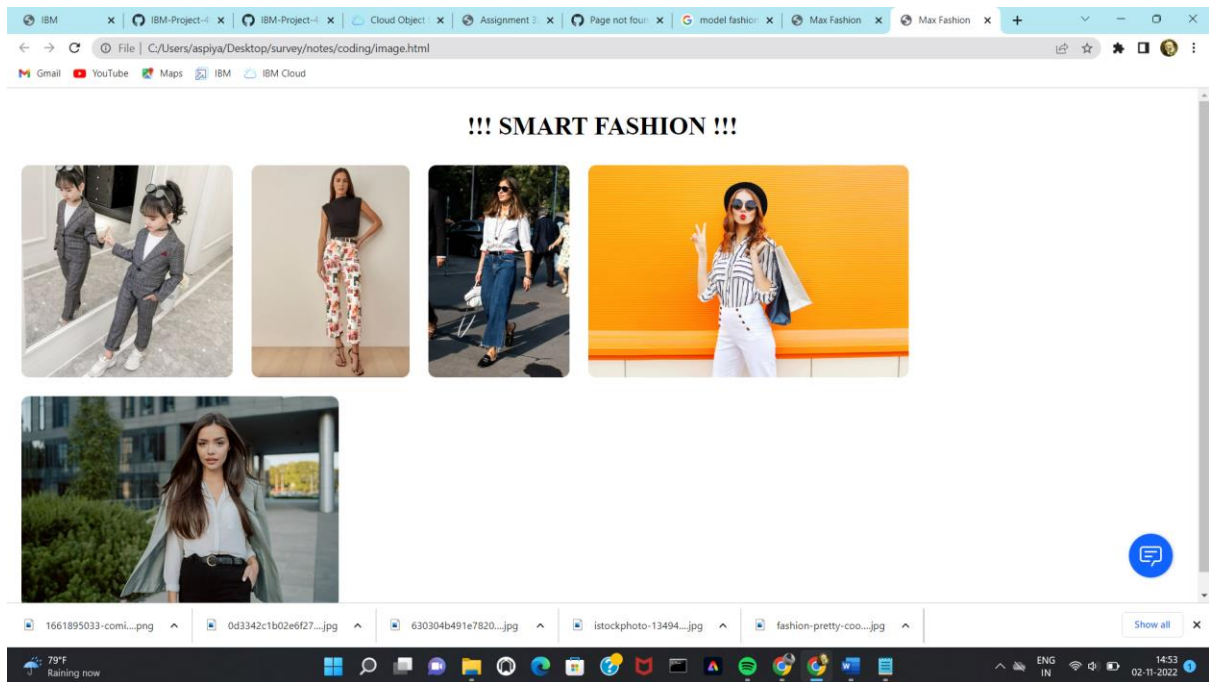 IBM
IBM-Project-4
IBM-Project-4
Cloud Object
Assignment 3.
Page not foun
model fashion
Max Fashion
Max Fashion
File | C:/Users/aspiya/Desktop/survey/notes/coding/image.html
Gmail YouTube Maps IBM IBM Cloud
!!! SMART FASHION !!!
1661895033-comi....png
0d3342c1b02e6f27....jpg
630304b491e7820....jpg
istockphoto-13494....jpg
fashion-pretty-coo....jpg
Show all
79°F
Raining now
ENG
IN
14:53
02-11-2022
1